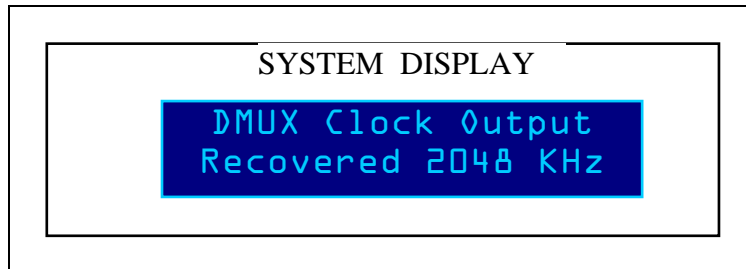 SYSTEM DISPLAY
DMUX Clock Output
Recovered 2048 KHz